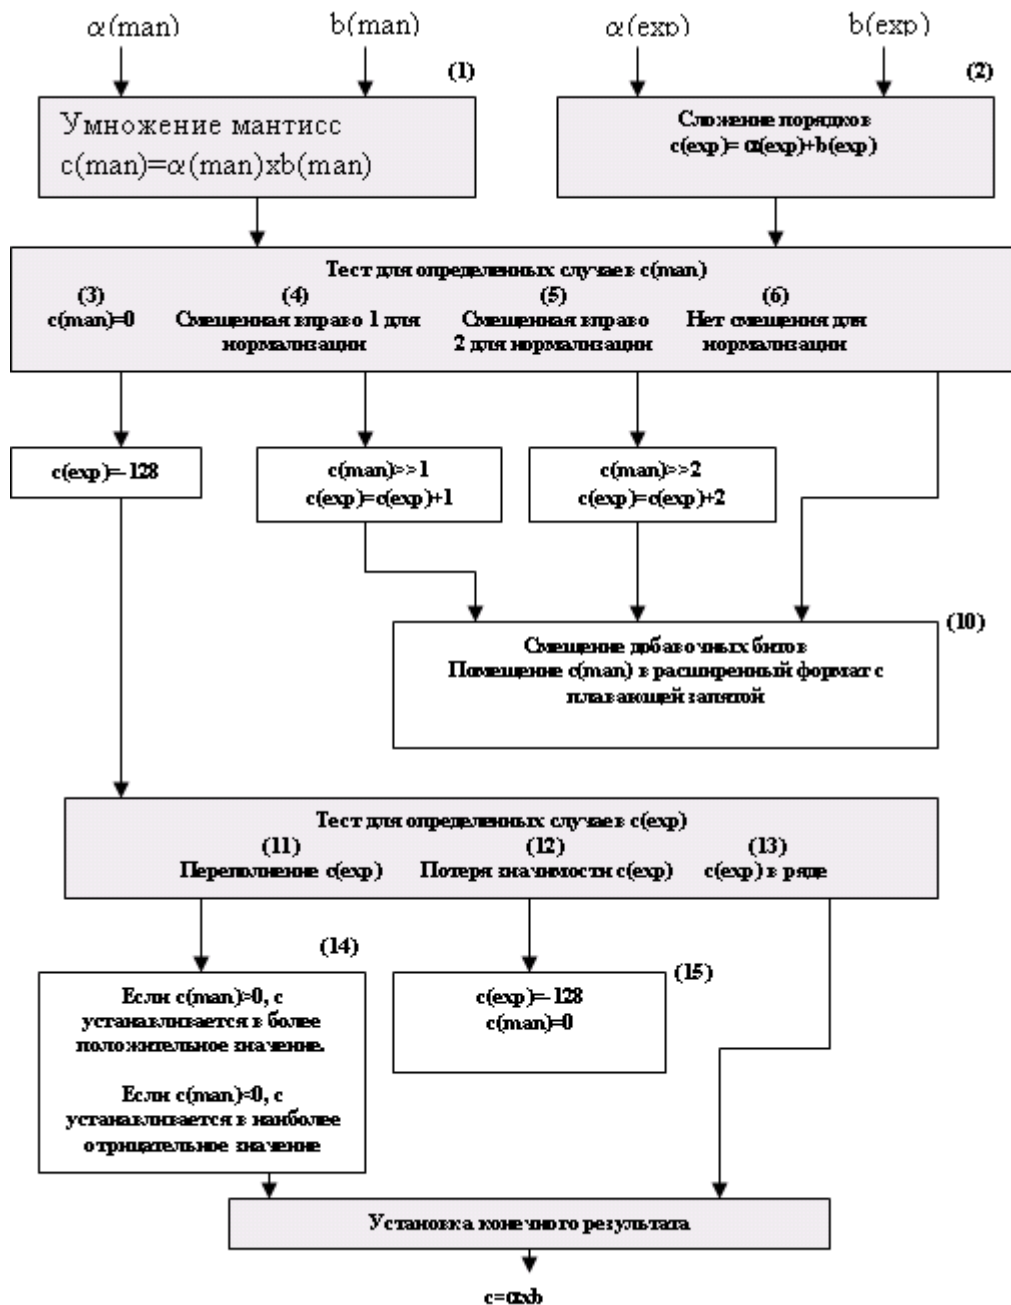 α(man) b(man) α(exp) b(exp)
(1) (2)
Умножение мантисс
c(man)=α(man)xb(man)
Сложение порядков
c(exp)= α(exp)+b(exp)
Тест для определенных случаев c(man)
(3) (4) (5) (6)
c(man)=0 Смещенная вправо 1 для нормализации
Смещенная вправо 2 для нормализации
Нет смещения для нормализации
c(exp)=-128
c(man)>>1
c(exp)=c(exp)+1
c(man)>>2
c(exp)=c(exp)+2
(10)
Смещение добавочных битов
Помещение c(man) в расширенный формат с
плавающей запятой
Тест для определенных случаев c(exp)
(11) (12) (13)
Переполнение c(exp) Потеря значимости c(exp) c(exp) в ряде
(14)
Если c(man)>0, с
устанавливается в более
положительное значение.
Если c(man)<0, с
устанавливается в наиболее
отрицательное значение
(15)
c(exp)=-128
c(man)=0
Установка конечного результата
c=αxb